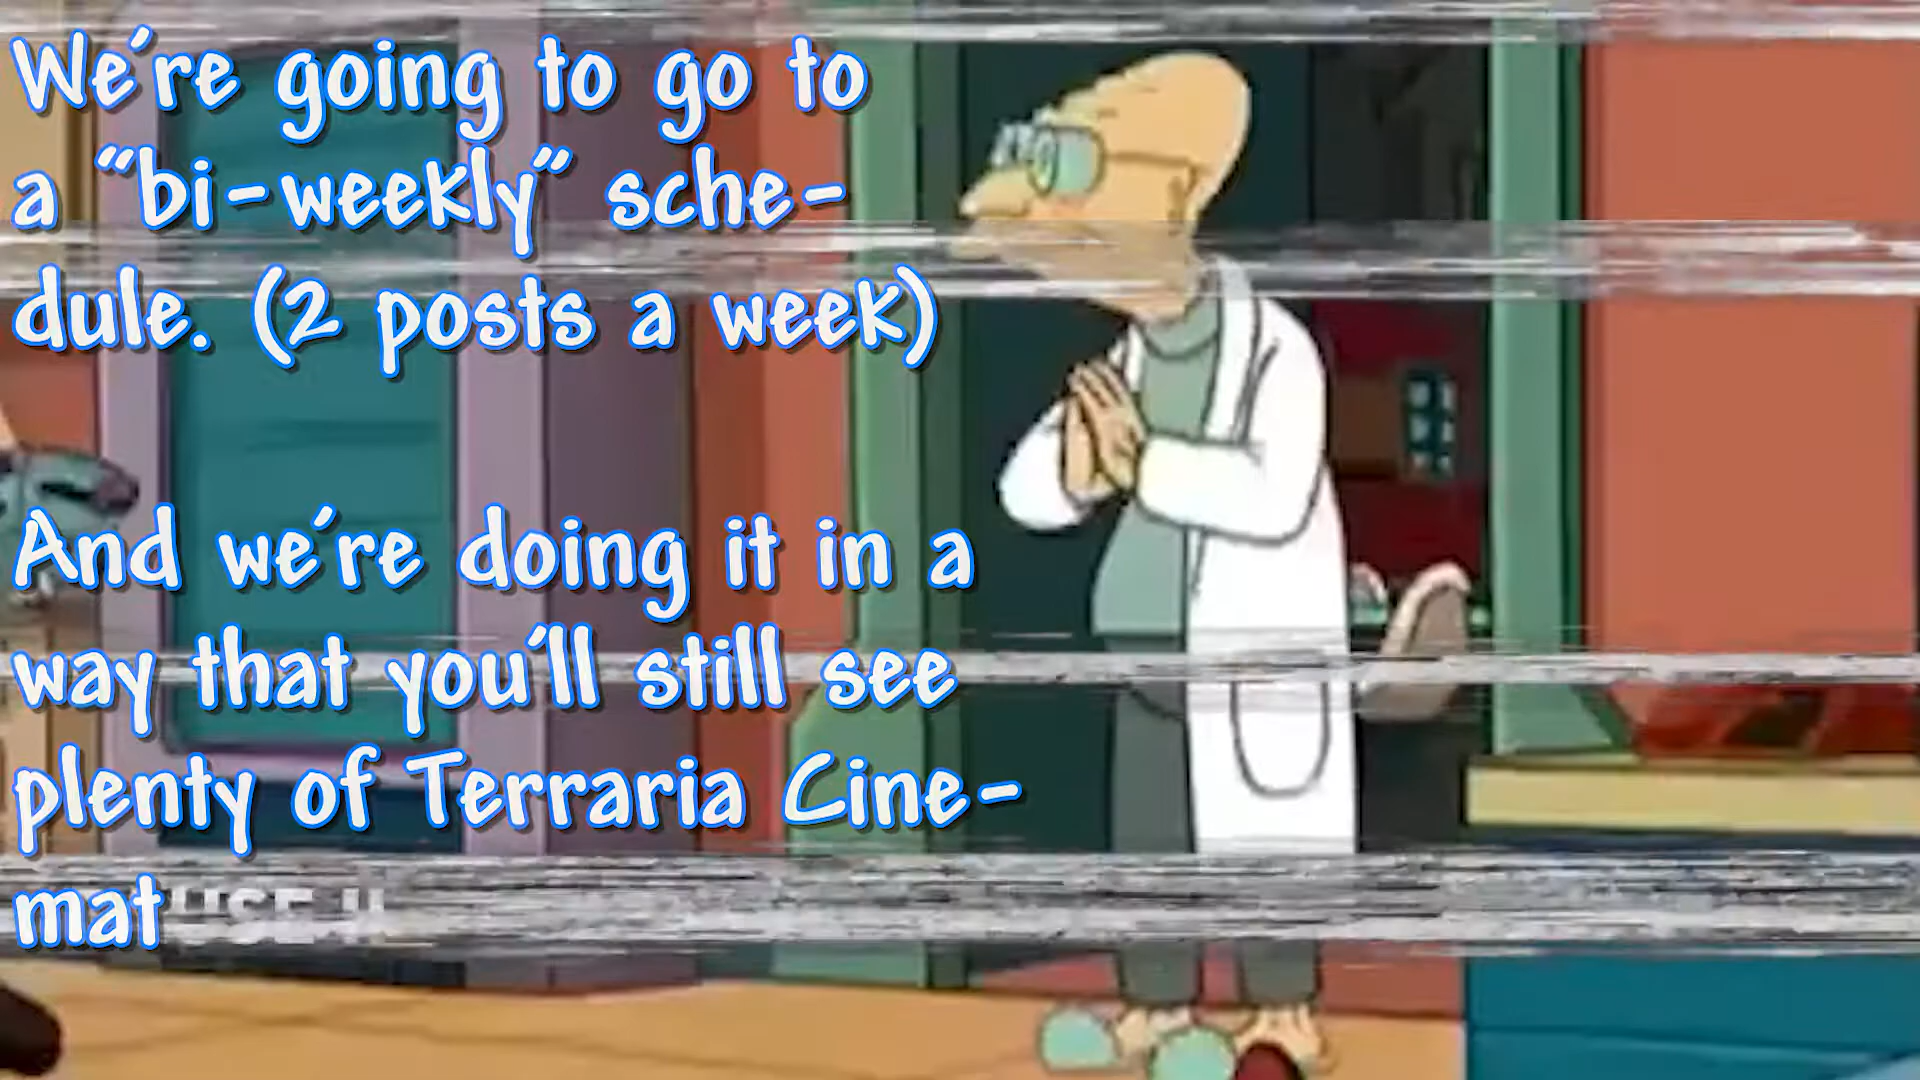 We're going to go to
a "bi-weekly" sche-
dule. (2 posts a week)
And we're doing it in a
way that you'll still see
plenty of Terraria Cine-
mat